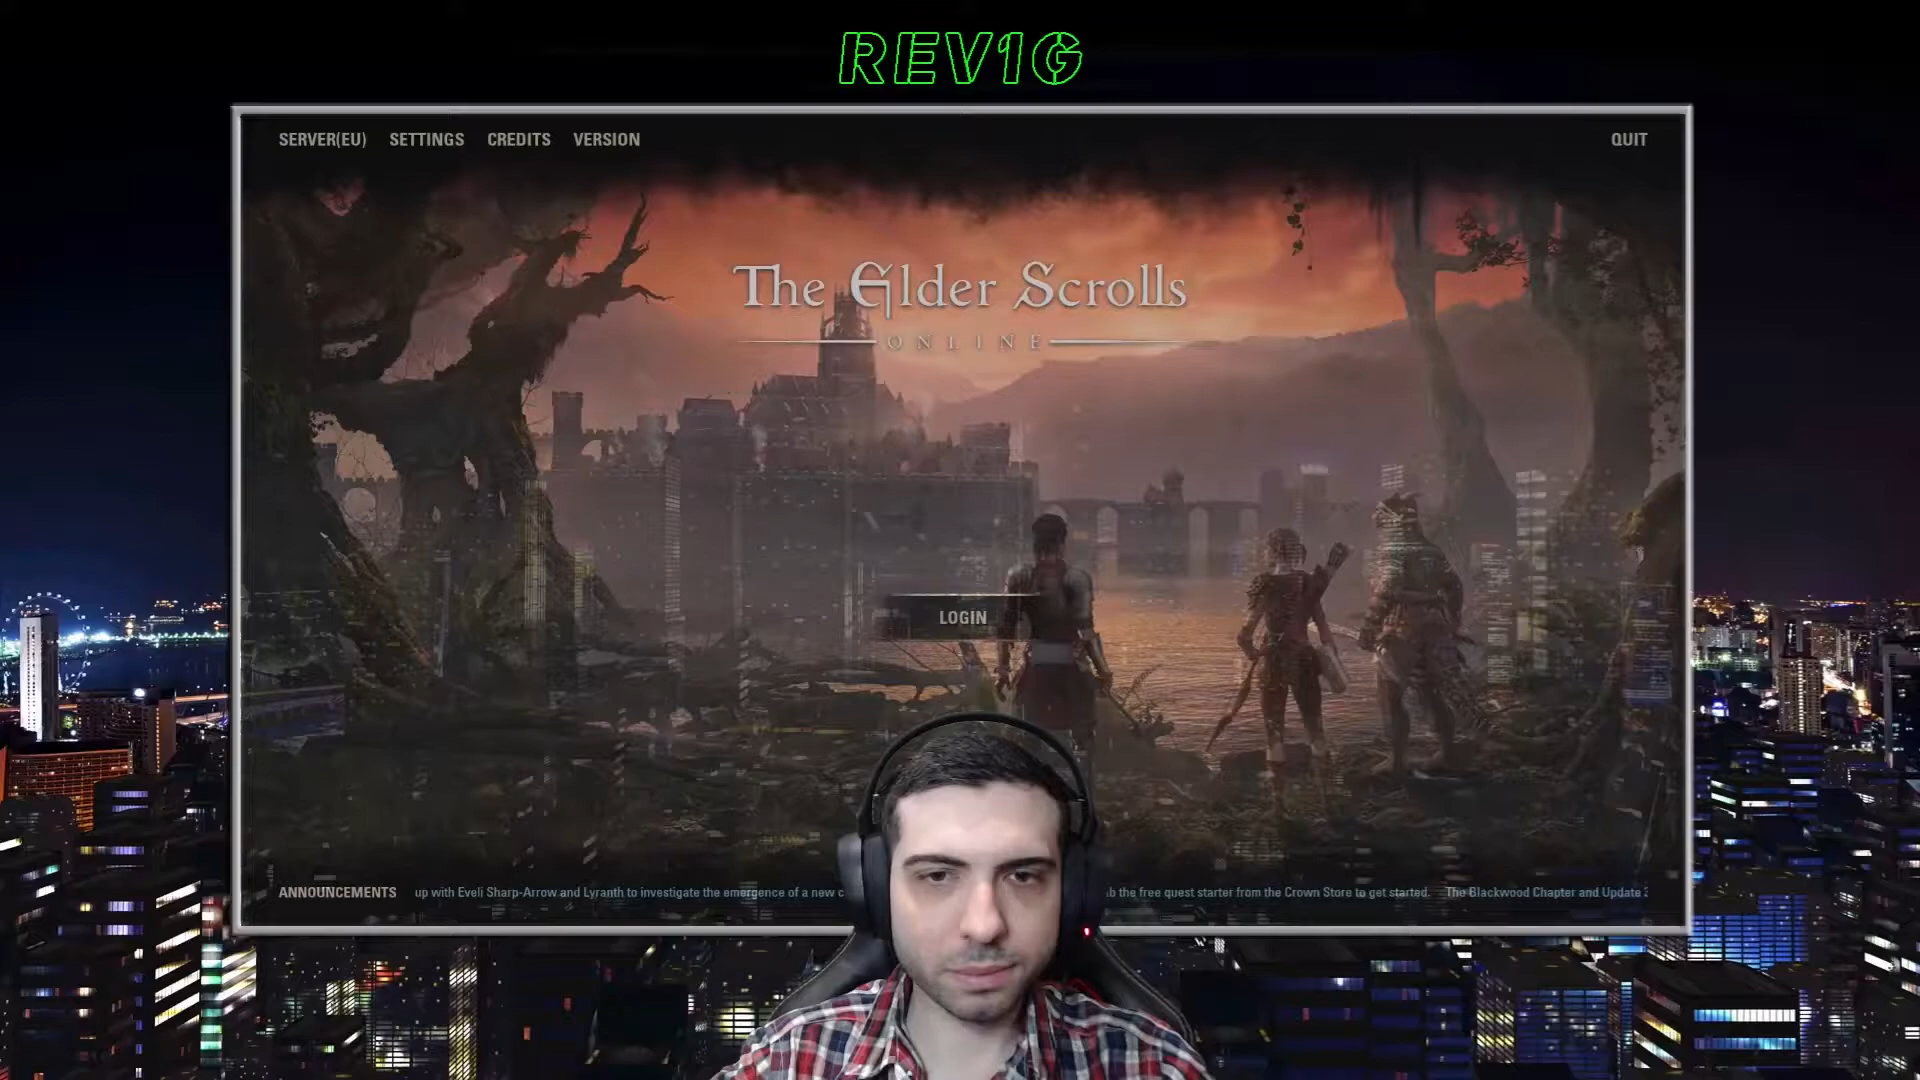 REV1G
SERVER(EU) SETTINGS CREDITS VERSION QUIT
The Elder Scrolls
ONLINE
LOGIN
ANNOUNCEMENTS up with Eveli Sharp-Arrow and Lyranth to investigate the emergence of a new the free quest starter from the Crown Store to get started. The Blackwood Chapter and Update